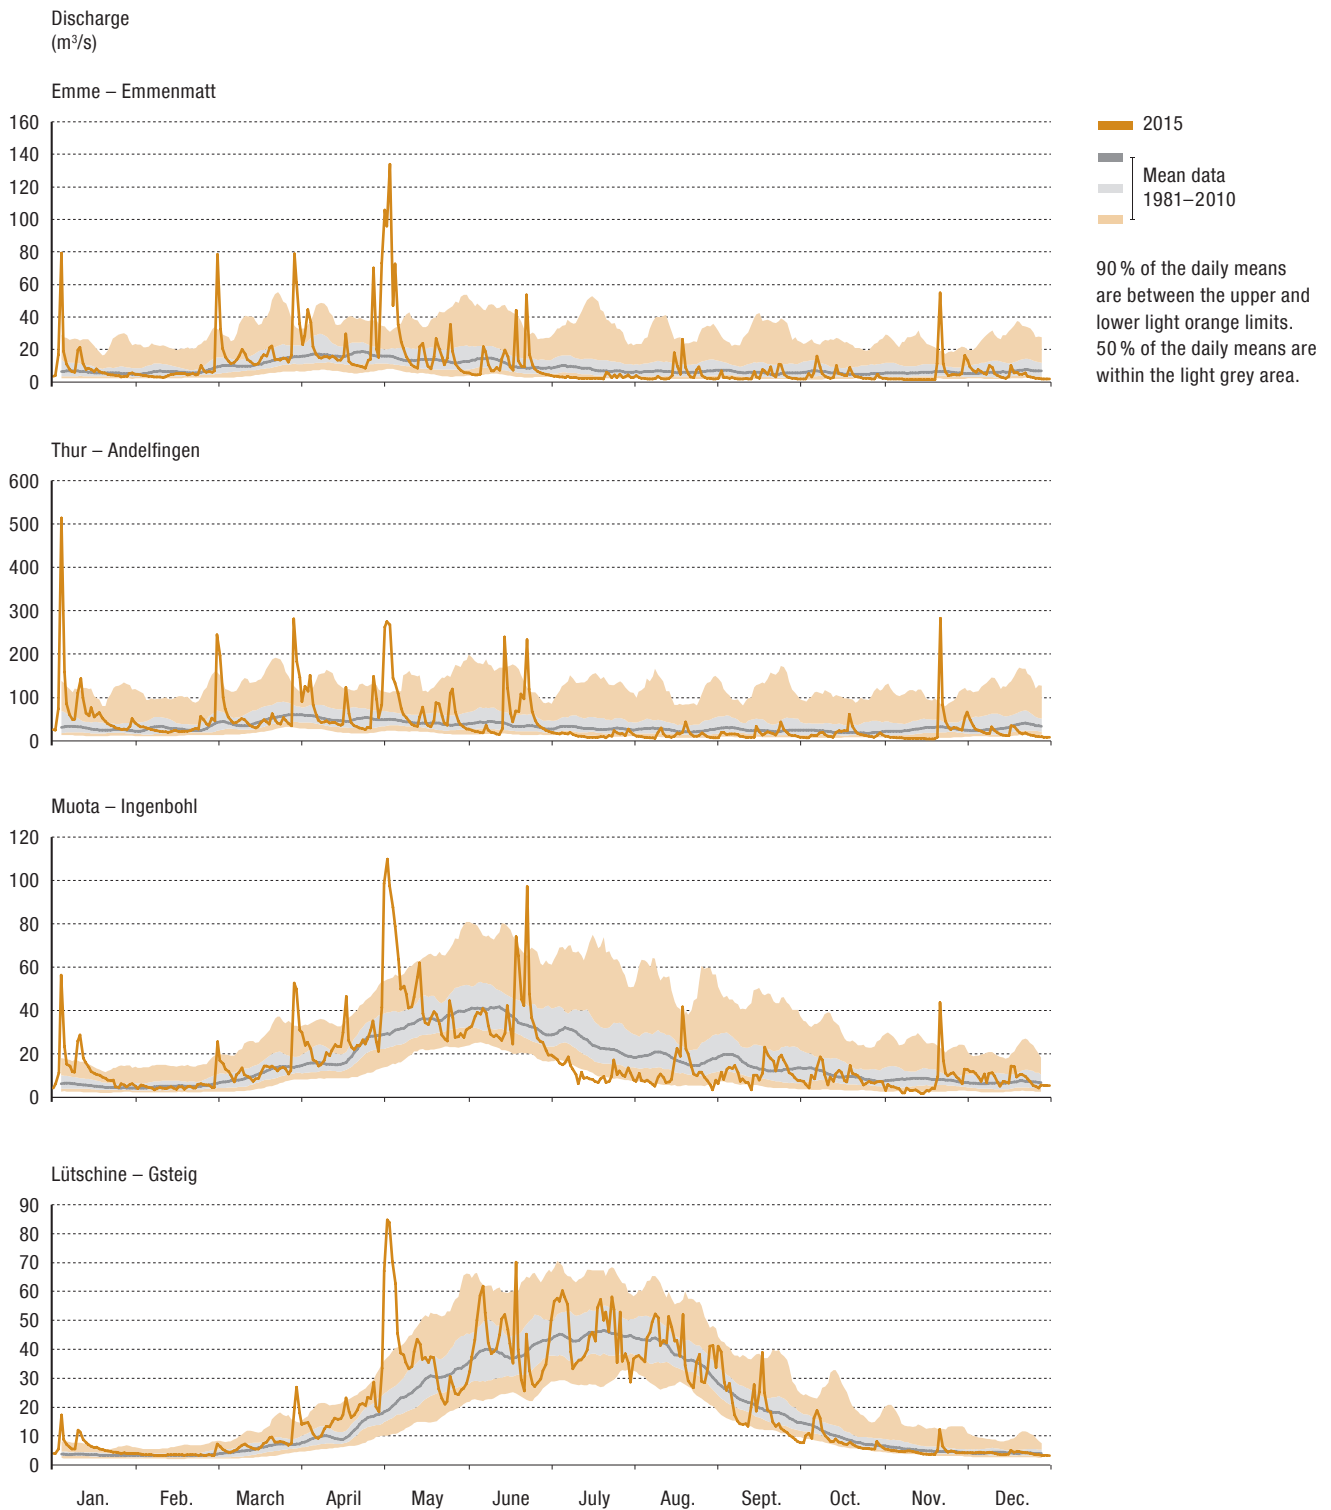 Discharge
(m³/s)
Emme – Emmenmatt
160
140
120
100
80
60
40
20
0
2015
Mean data
1981–2010
90 % of the daily means
are between the upper and
lower light orange limits.
50 % of the daily means are
within the light grey area.
Thur – Andelfingen
600
500
400
300
200
100
0
Muota – Ingenbohl
120
100
80
60
40
20
0
Lütschine – Gsteig
90
80
70
60
50
40
30
20
10
0
Jan. Feb. March April May June July Aug. Sept. Oct. Nov. Dec.